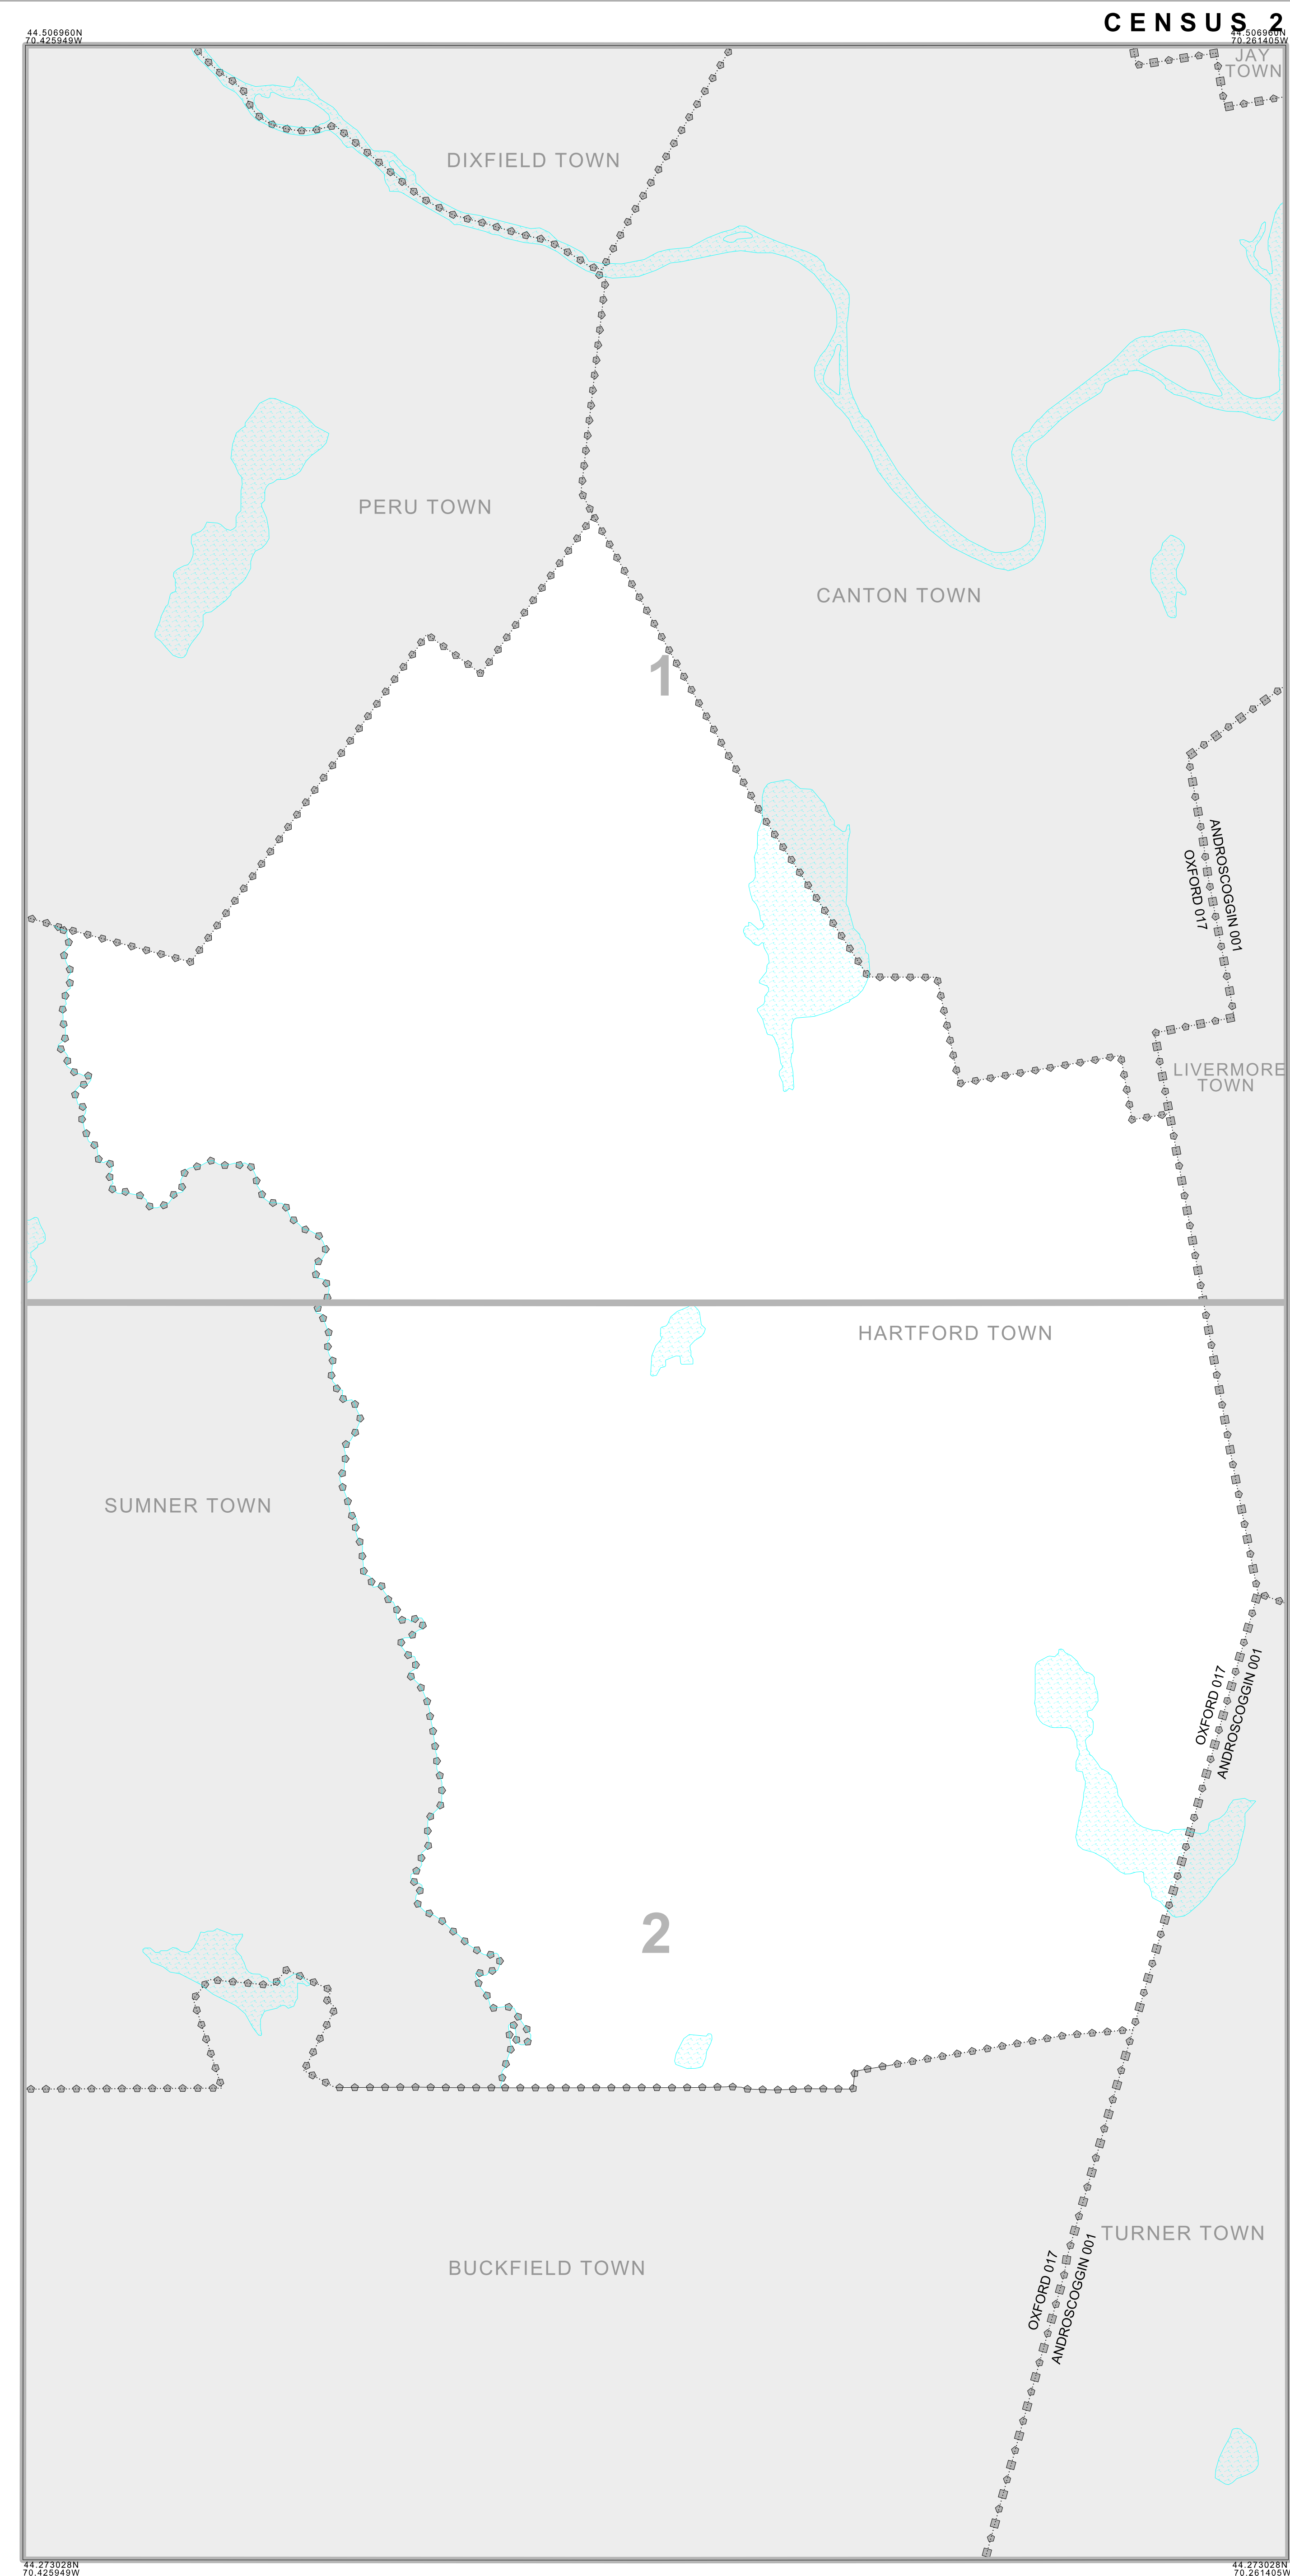 CENSUS 2
44.506960N
70.425949W
44.506960N
70.261405W
JAY
TOWN
DIXFIELD TOWN
PERU TOWN
CANTON TOWN
1
ANDROSCOGGIN 001
OXFORD 017
LIVERMORE
TOWN
HARTFORD TOWN
SUMNER TOWN
OXFORD 017
ANDROSCOGGIN 001
2
TURNER TOWN
BUCKFIELD TOWN
OXFORD 017
ANDROSCOGGIN 001
44.273028N
70.425949W
44.273028N
70.261405W